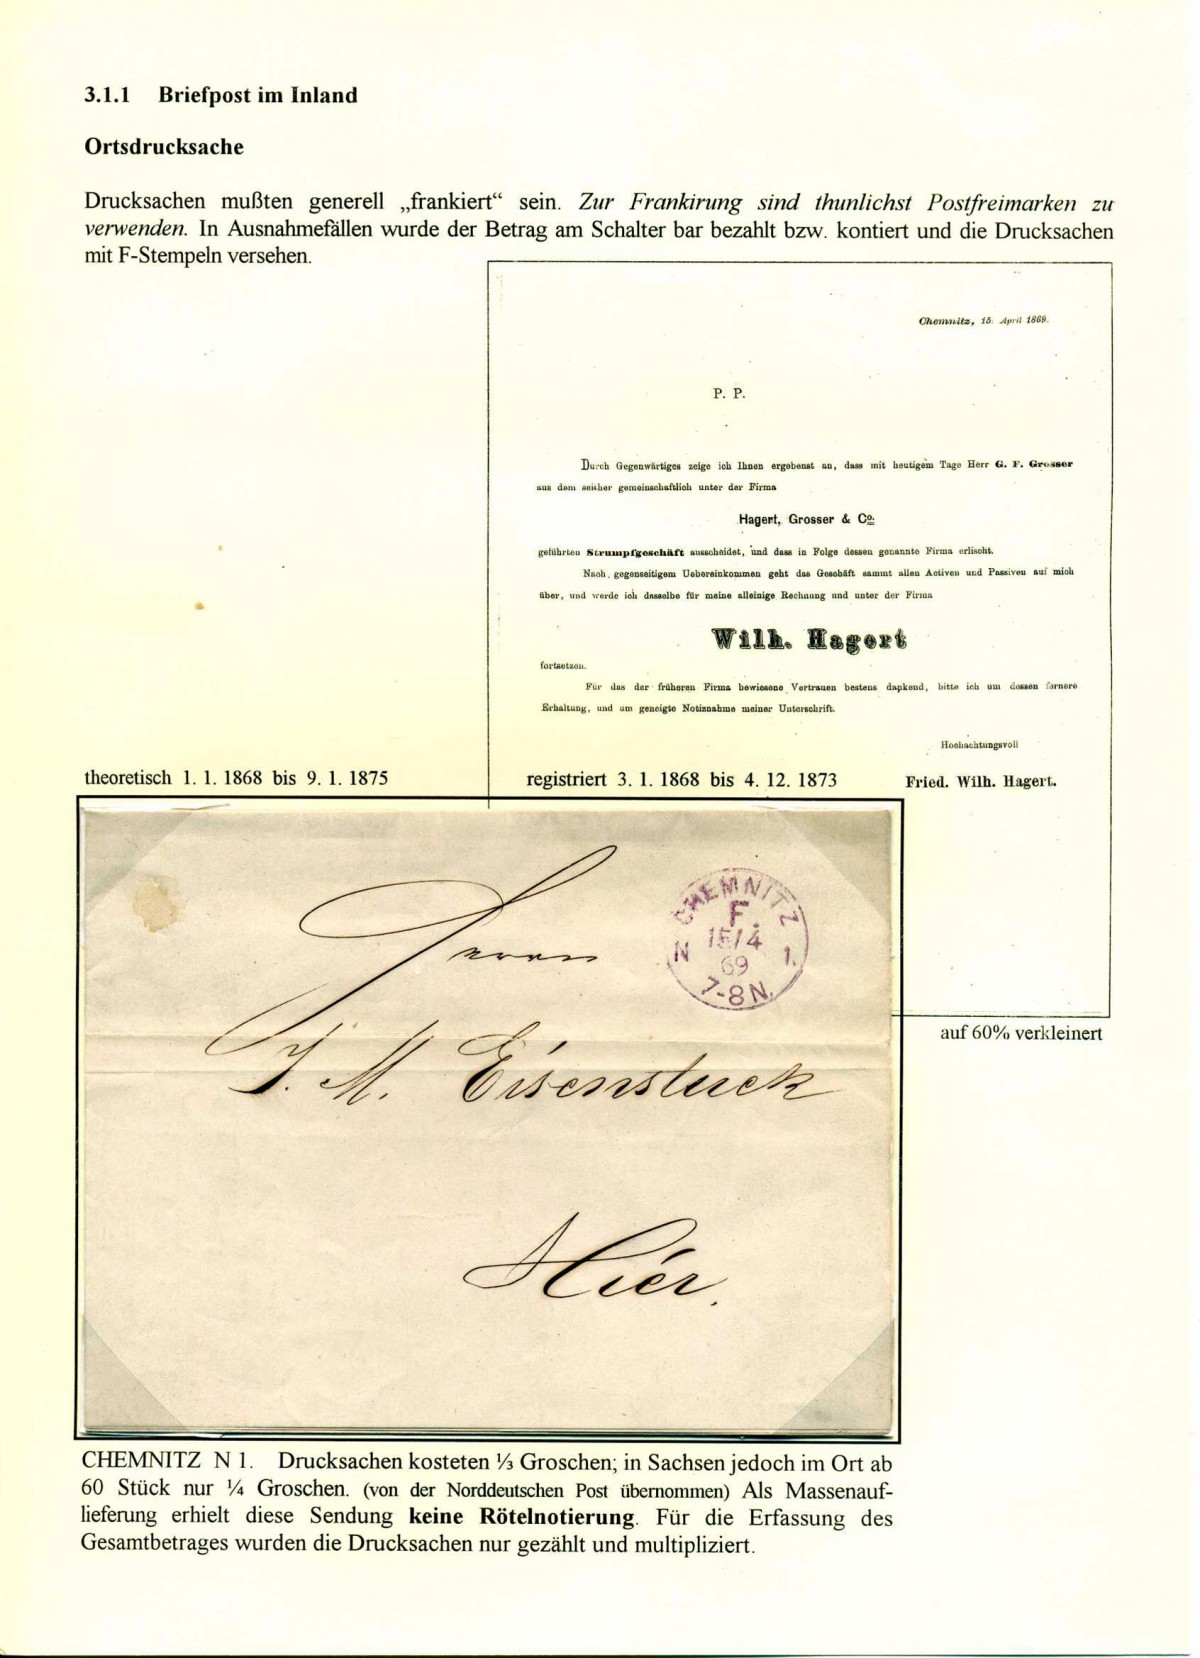 3.1.1 Briefpost im Inland
Ortsdrucksache
Drucksachen mußten generell „frankiert“ sein. Zur Frankirung sind thunlichst Postfreimarken zu
verwenden. In Ausnahmefällen wurde der Betrag am Schalter bar bezahlt bzw. kontiert und die Drucksachen
mit F-Stempeln versehen.
Chemnitz, 15. April 1869.
P. P.
Durch Gegenwärtiges zeige ich Ihnen ergebenst an, dass mit heutigem Tage Herr G. F. Grosser
aus dem seither gemeinschaftlich unter der Firma
Hagert, Grosser & Co.
geführten Strumpfgeschäft ausscheidet, und dass in Folge dessen genannte Firma erlischt.
Nach gegenseitigem Uebereinkommen geht das Geschäft sammt allen Activen und Passiven auf mich
über, und werde ich dasselbe für meine alleinige Rechnung und unter der Firma
Wilh. Hagert
fortsetzen.
Für das der früheren Firma bewiesene Vertrauen bestens dankend, bitte ich um dessen fernere
Erhaltung, und um geneigte Notiznahme meiner Unterschrift.
Hochachtungsvoll
Fried. Wilh. Hagert.
theoretisch 1. 1. 1868 bis 9. 1. 1875
registriert 3. 1. 1868 bis 4. 12. 1873
CHEMNITZ
F.
15/4
N 69 1.
7-8 N.
Herrn
J. M. Eisenstuck
Hier.
auf 60% verkleinert
CHEMNITZ N 1. Drucksachen kosteten ⅓ Groschen; in Sachsen jedoch im Ort ab
60 Stück nur ¼ Groschen. (von der Norddeutschen Post übernommen) Als Massenauf-
lieferung erhielt diese Sendung keine Rötelnotierung. Für die Erfassung des
Gesamtbetrages wurden die Drucksachen nur gezählt und multipliziert.